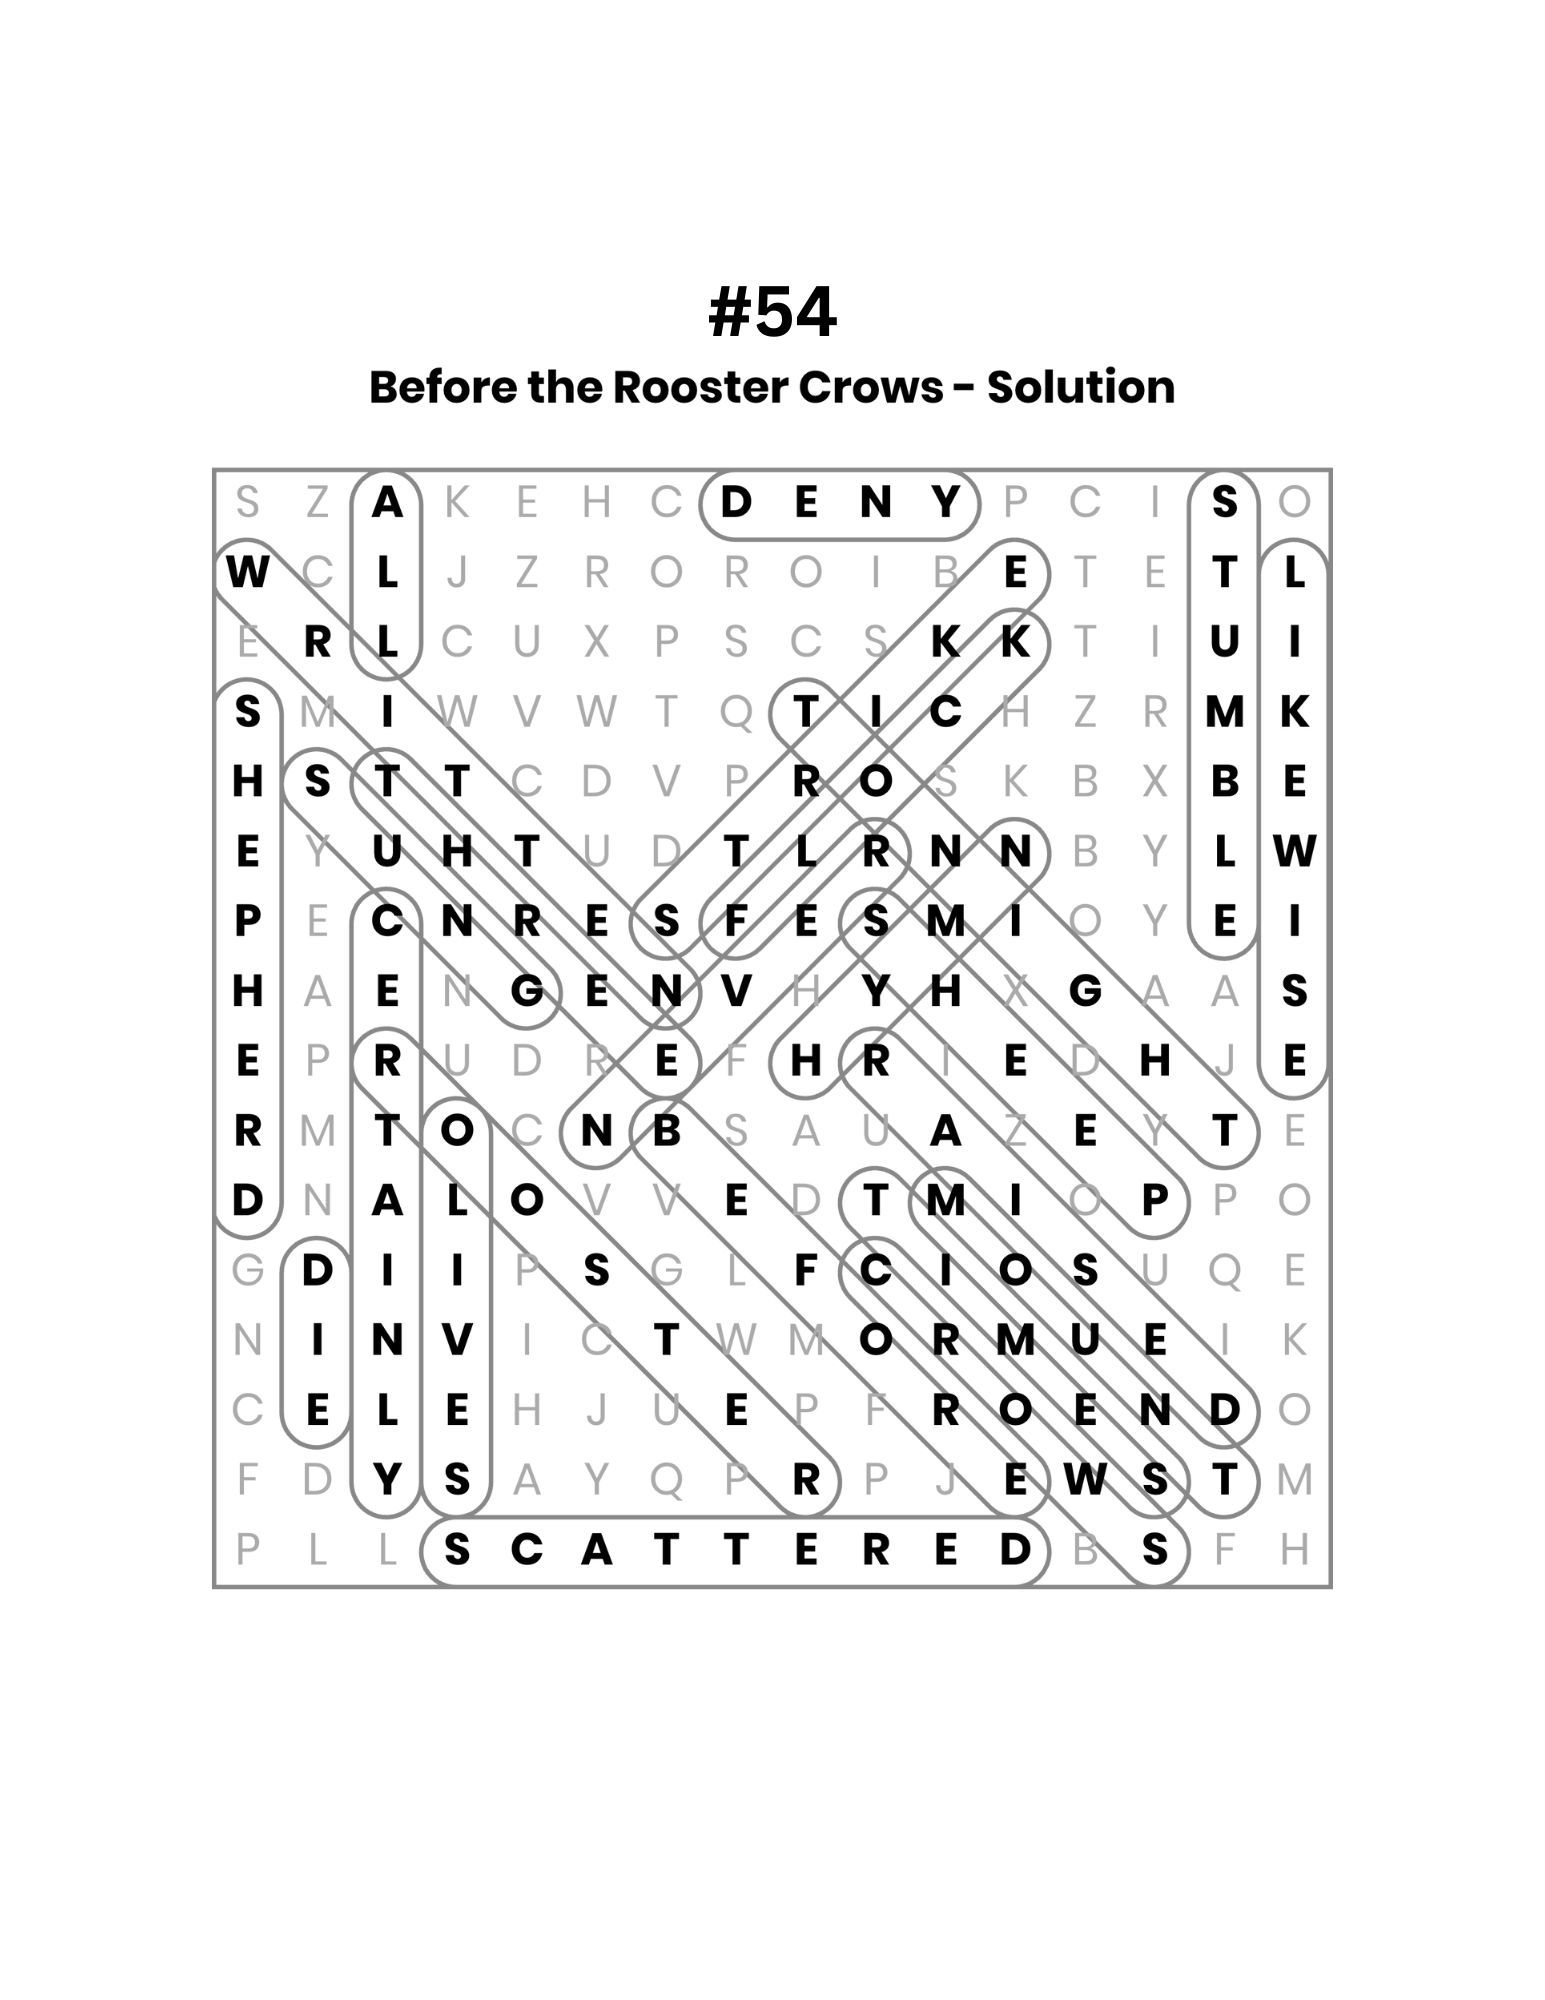 #54
Before the Rooster Crows - Solution
S Z A K E H C D E N Y P C I S O
W C L J Z R O R O I B E T E T L
E R L C U X P S C S K K T I U I
S M I W V W T Q T I C H Z R M K
H S T T C D V P R O S K B X B E
E Y U H T U D T L R N N B Y L W
P E C N R E S F E S M I O Y E I
H A E N G E N V H Y H X G A A S
E P R U D R E F H R I E D H J E
R M T O C N B S A U A Z E Y T E
D N A L O V V E D T M I O P P O
G D I I P S G L F C I O S U Q E
N I N V I C T W M O R M U E I K
C E L E H J U E P F R O E N D O
F D Y S A Y Q P R P J E W S T M
P L L S C A T T E R E D B S F H